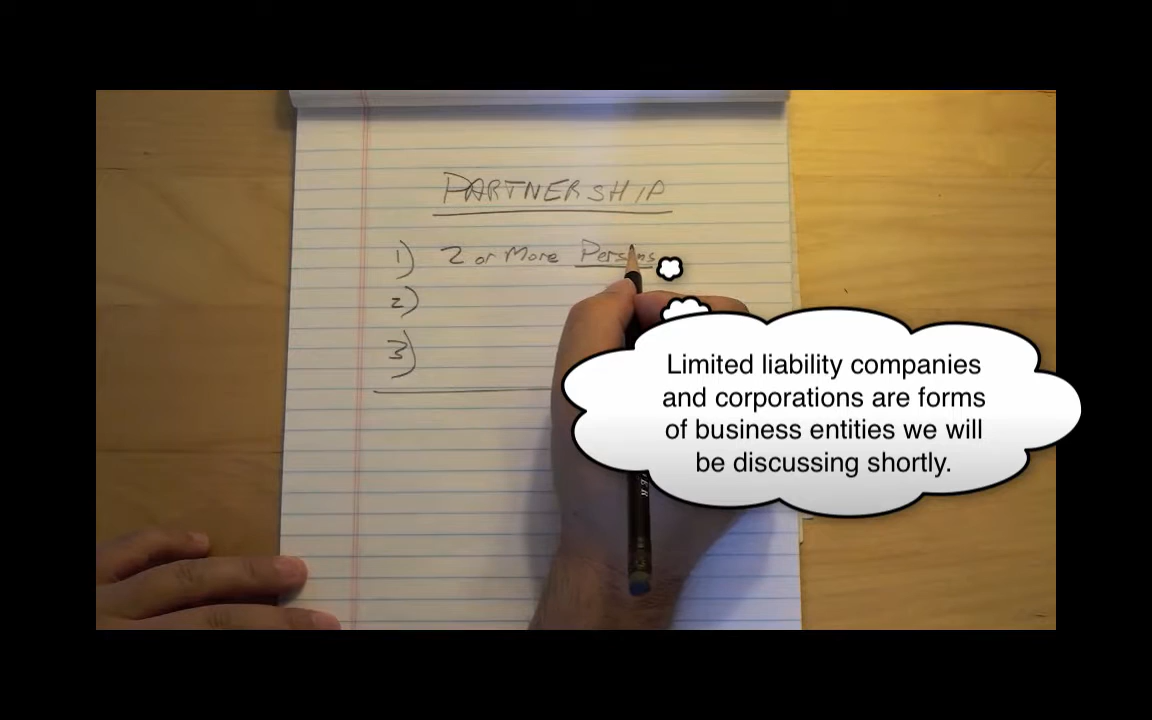 PARTNERSHIP
1) 2 or More Persons
2)
3)
Limited liability companies
and corporations are forms
of business entities we will
be discussing shortly.